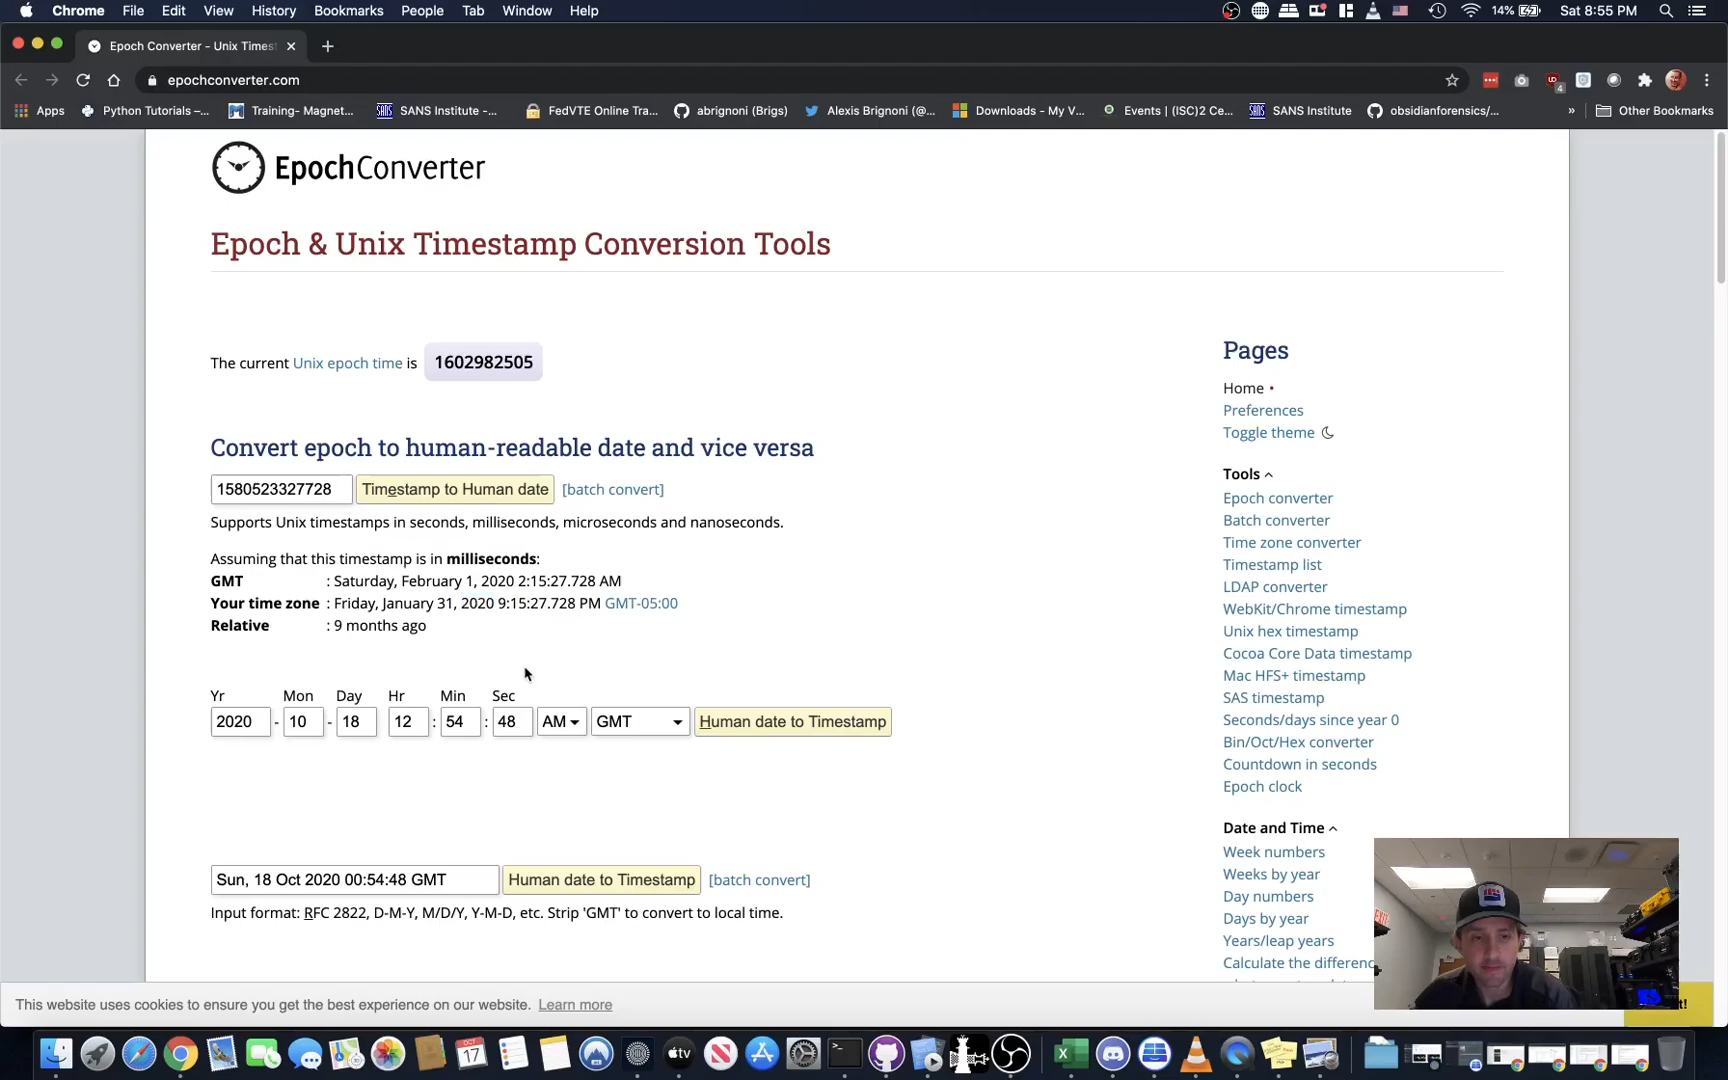 Chrome File Edit View History Bookmarks People Tab Window Help
14% Sat 8:55 PM
Epoch Converter - Unix Times
epochconverter.com
4
Apps Python Tutorials –... Training- Magnet... SANS Institute -... FedVTE Online Tra... abrignoni (Brigs) Alexis Brignoni (@... Downloads - My V... Events | (ISC)2 Ce... SANS Institute obsidianforensics/... » Other Bookmarks
EpochConverter
Epoch & Unix Timestamp Conversion Tools
The current Unix epoch time is 1602982505
Convert epoch to human-readable date and vice versa
1580523327728 Timestamp to Human date [batch convert]
Supports Unix timestamps in seconds, milliseconds, microseconds and nanoseconds.
Assuming that this timestamp is in milliseconds:
GMT : Saturday, February 1, 2020 2:15:27.728 AM
Your time zone : Friday, January 31, 2020 9:15:27.728 PM GMT-05:00
Relative : 9 months ago
Yr Mon Day Hr Min Sec
2020 - 10 - 18 12 : 54 : 48 AM GMT Human date to Timestamp
Sun, 18 Oct 2020 00:54:48 GMT Human date to Timestamp [batch convert]
Input format: RFC 2822, D-M-Y, M/D/Y, Y-M-D, etc. Strip 'GMT' to convert to local time.
Pages
Home •
Preferences
Toggle theme
Tools
Epoch converter
Batch converter
Time zone converter
Timestamp list
LDAP converter
WebKit/Chrome timestamp
Unix hex timestamp
Cocoa Core Data timestamp
Mac HFS+ timestamp
SAS timestamp
Seconds/days since year 0
Bin/Oct/Hex converter
Countdown in seconds
Epoch clock
Date and Time
Week numbers
Weeks by year
Day numbers
Days by year
Years/leap years
Calculate the differenc
EXIT
This website uses cookies to ensure you get the best experience on our website. Learn more
OCT
17
tv